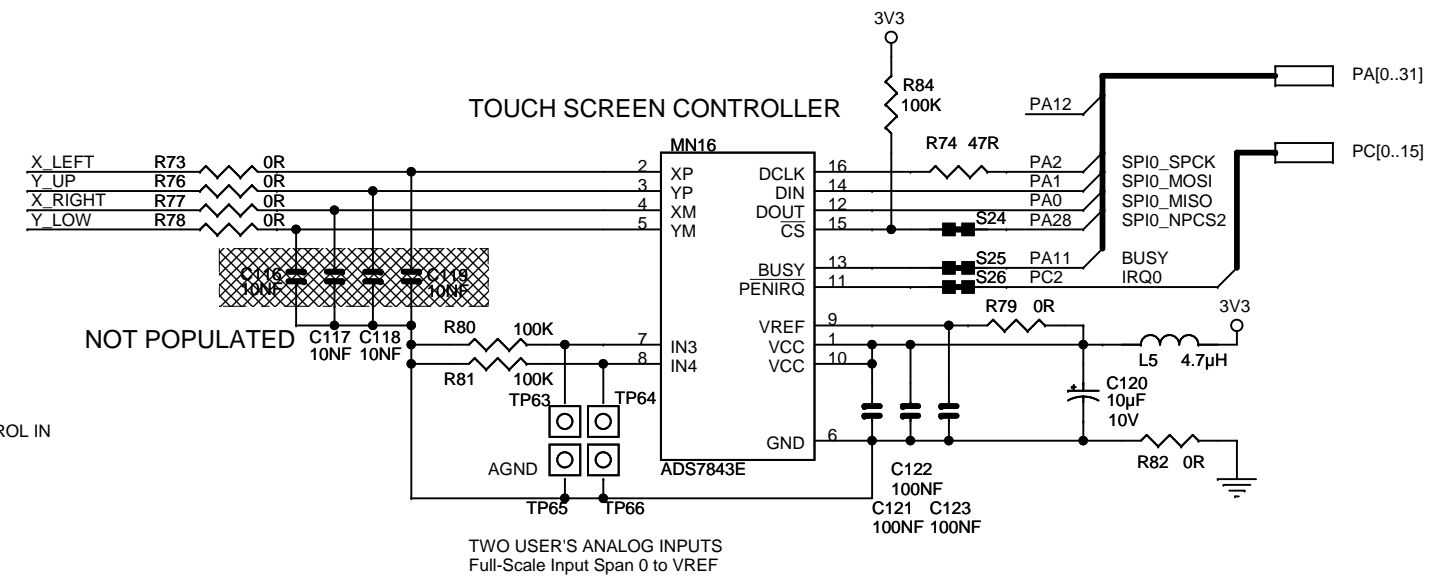 3V3
PA[0..31]
R84
100K
TOUCH SCREEN CONTROLLER
PA12
MN16
R74 47R
PC[0..15]
X_LEFT R73 0R 2 XP DCLK 16 PA2 SPI0_SPCK
Y_UP R76 0R 3 YP DIN 14 PA1 SPI0_MOSI
X_RIGHT R77 0R 4 XM DOUT 12 PA0 SPI0_MISO
Y_LOW R78 0R 5 YM CS 15 S24 PA28 SPI0_NPCS2
BUSY 13 S25 PA11 BUSY
PENIRQ 11 S26 PC2 IRQ0
C116
10NF
C119
10NF
NOT POPULATED
C117 C118
10NF 10NF
R79 0R
3V3
VREF 9
R80 100K 7 IN3 VCC 1
R81 100K 8 IN4 VCC 10
L5 4.7µH
C120
10µF
10V
TP63 TP64
ROL IN
GND 6
AGND
ADS7843E
R82 0R
C122
100NF
TP65 TP66
C121 C123
100NF 100NF
TWO USER'S ANALOG INPUTS
Full-Scale Input Span 0 to VREF